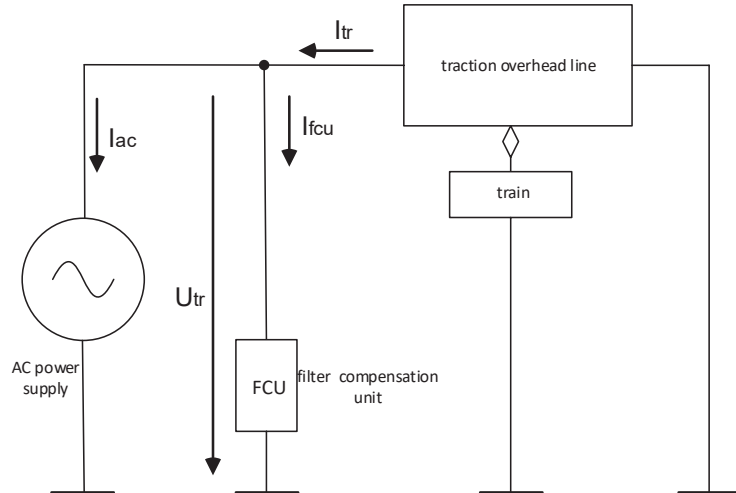 Itr
traction overhead line
Iac
Ifcu
train
Utr
AC power
supply
FCU
filter compensation
unit